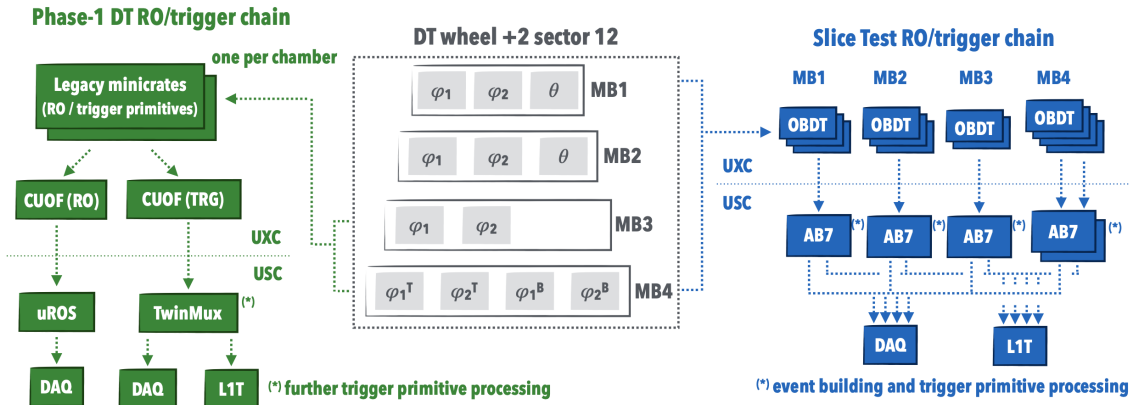 Phase-1 DT RO/trigger chain
one per chamber
Legacy minicrates
(RO / trigger primitives)
CUOF (RO)
CUOF (TRG)
UXC
USC
uROS
TwinMux
(*)
DAQ
DAQ
L1T
(*) further trigger primitive processing
DT wheel +2 sector 12
φ1 φ2 θ MB1
φ1 φ2 θ MB2
φ1 φ2 MB3
φ1T φ2T φ1B φ2B MB4
Slice Test RO/trigger chain
MB1 MB2 MB3 MB4
OBDT OBDT OBDT OBDT
UXC
USC
AB7 (*) AB7 (*) AB7 (*) AB7 (*)
DAQ L1T
(*) event building and trigger primitive processing